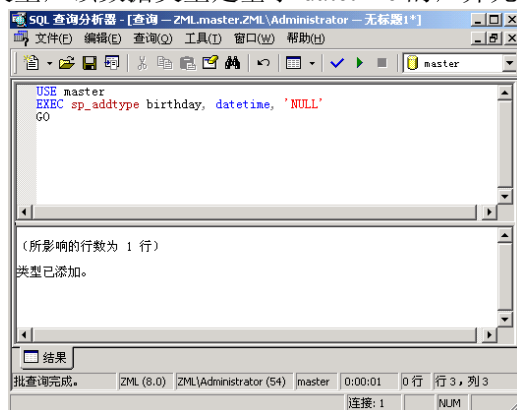 SQL 查询分析器 - [查询 — ZML.master.ZML\Administrator — 无标题1*]
文件(F) 编辑(E) 查询(Q) 工具(T) 窗口(W) 帮助(H)
master
USE master
EXEC sp_addtype birthday, datetime, 'NULL'
GO
（所影响的行数为 1 行）
类型已添加。
结果
批查询完成。 ZML (8.0) ZML\Administrator (54) master 0:00:01 0 行 行 3，列 3
连接: 1 NUM